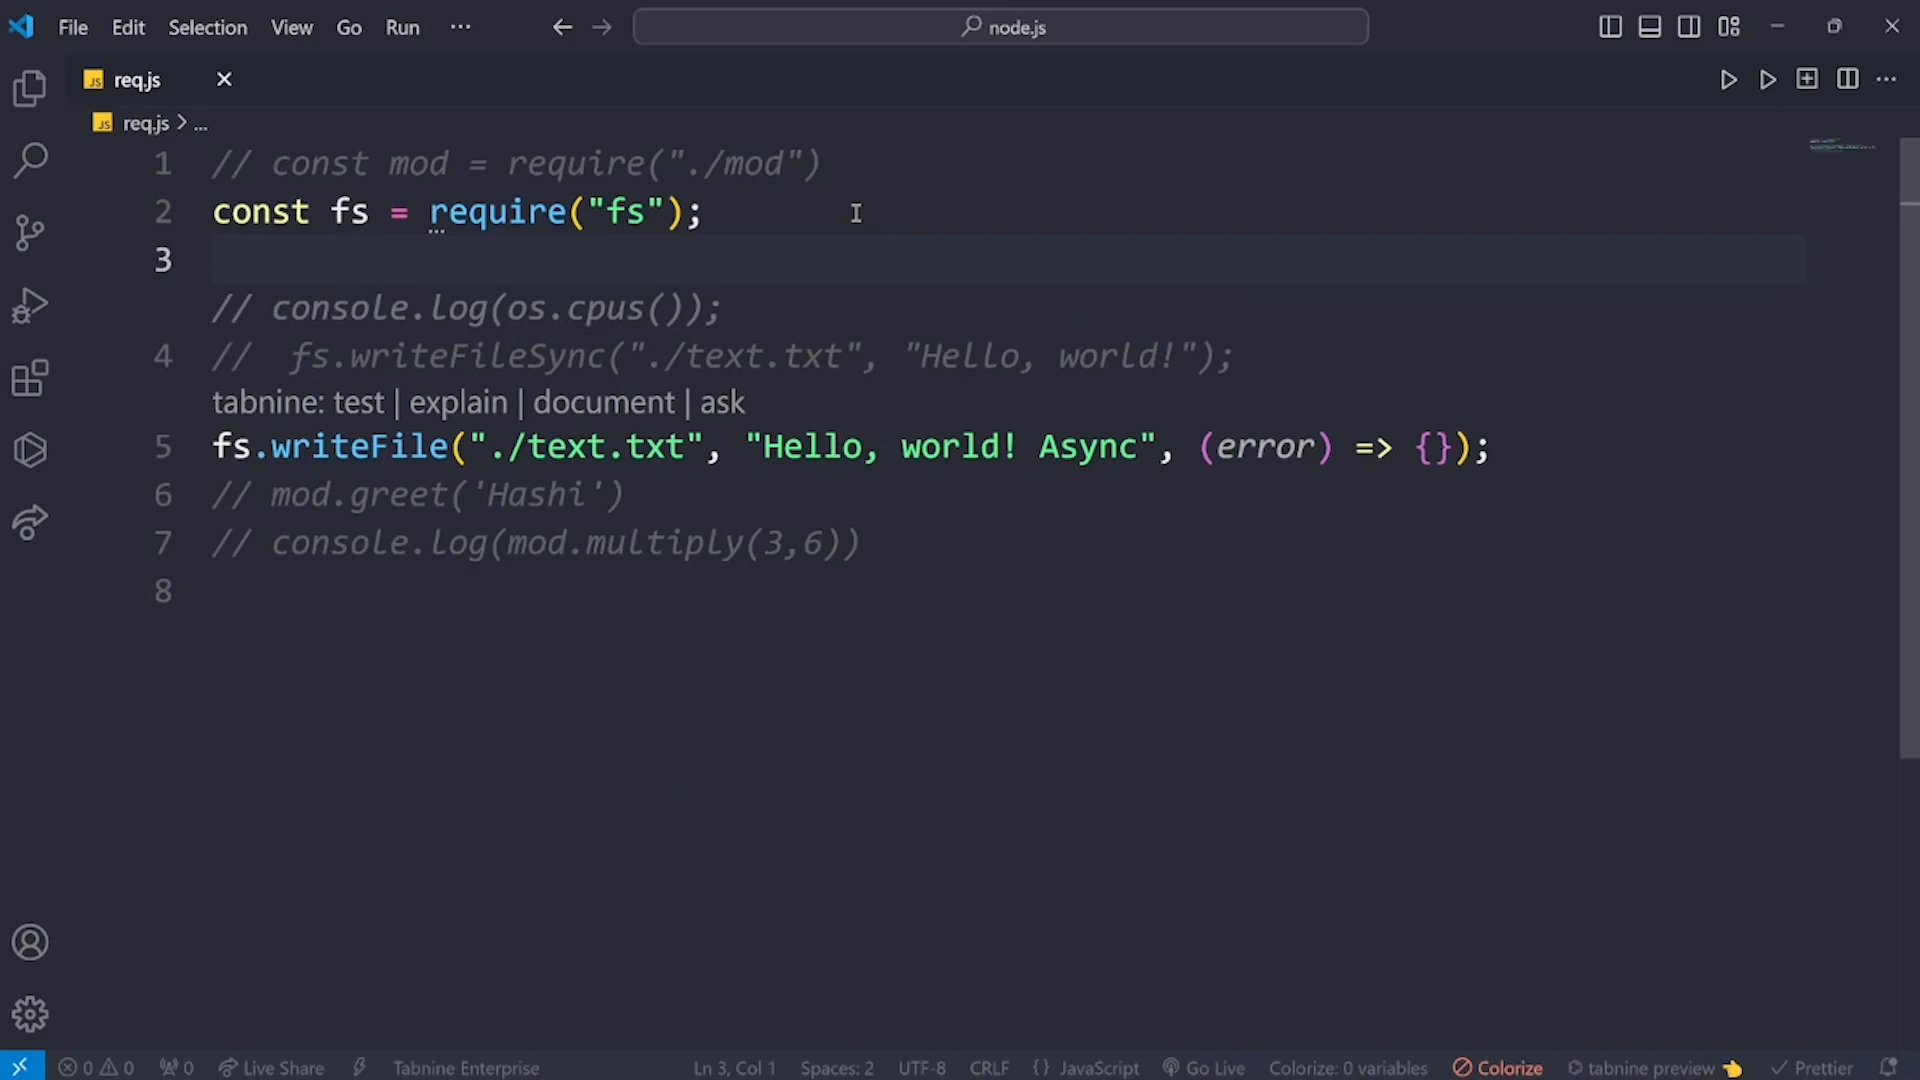 File Edit Selection View Go Run ··· node.js
req.js
req.js > ...
1 // const mod = require("./mod")
2 const fs = require("fs");
3
// console.log(os.cpus());
4 //  fs.writeFileSync("./text.txt", "Hello, world!");
tabnine: test | explain | document | ask
5 fs.writeFile("./text.txt", "Hello, world! Async", (error) => {});
6 // mod.greet('Hashi')
7 // console.log(mod.multiply(3,6))
8
0 0 0 Live Share Tabnine Enterprise Ln 3, Col 1 Spaces: 2 UTF-8 CRLF {} JavaScript Go Live Colorize: 0 variables Colorize tabnine preview Prettier